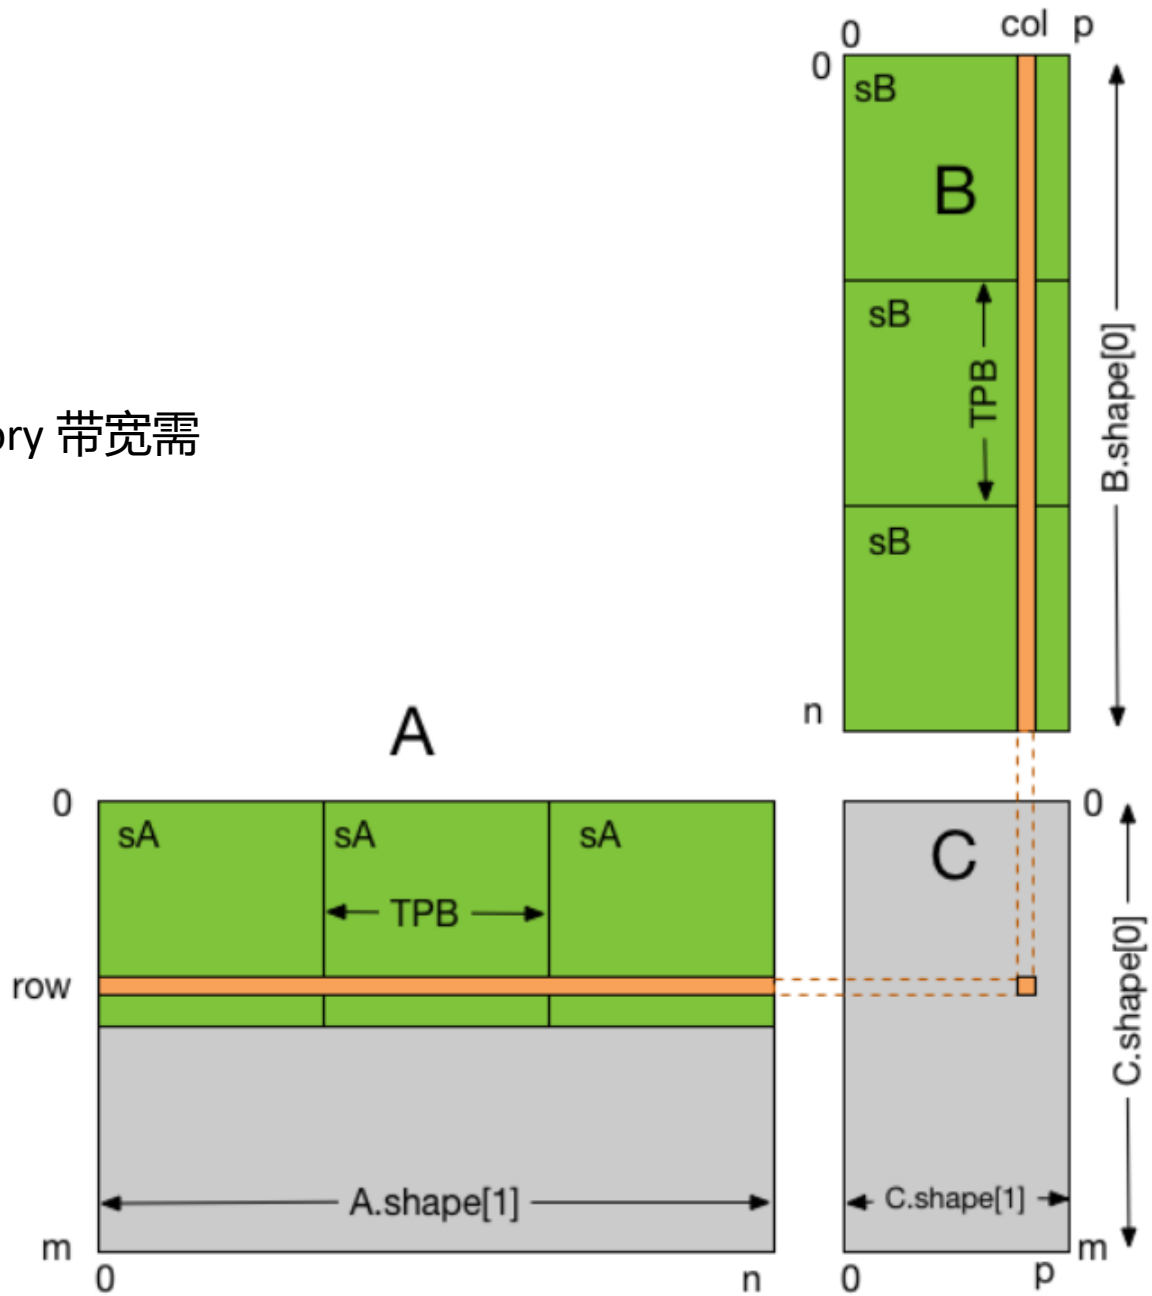 0
col p
0
sB
B
sB
TPB
B.shape[0]
ory 带宽需
sB
n
A
0
sA
sA
sA
0
C
TPB
row
C.shape[0]
A.shape[1]
C.shape[1]
m
m
0
n
0
p